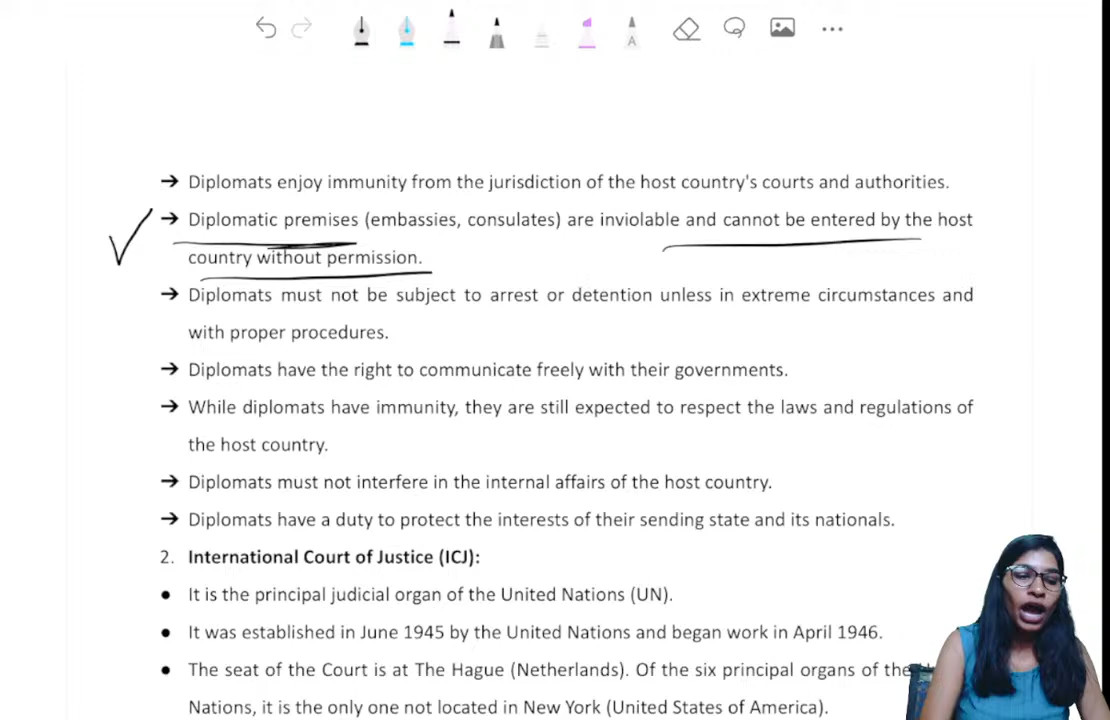 → Diplomats enjoy immunity from the jurisdiction of the host country's courts and authorities.
→ Diplomatic premises (embassies, consulates) are inviolable and cannot be entered by the host
country without permission.
→ Diplomats must not be subject to arrest or detention unless in extreme circumstances and
with proper procedures.
→ Diplomats have the right to communicate freely with their governments.
→ While diplomats have immunity, they are still expected to respect the laws and regulations of
the host country.
→ Diplomats must not interfere in the internal affairs of the host country.
→ Diplomats have a duty to protect the interests of their sending state and its nationals.
2. International Court of Justice (ICJ):
● It is the principal judicial organ of the United Nations (UN).
● It was established in June 1945 by the United Nations and began work in April 1946.
● The seat of the Court is at The Hague (Netherlands). Of the six principal organs of the
Nations, it is the only one not located in New York (United States of America).